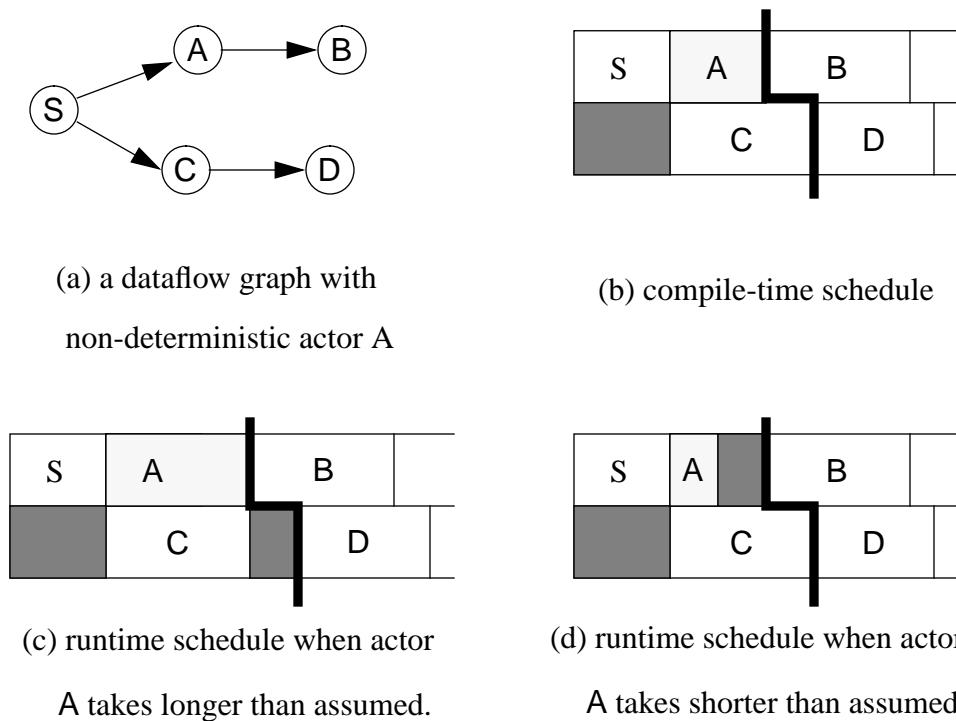 A B
S
C D
(a) a dataflow graph with
non-deterministic actor A
S A B
C D
(b) compile-time schedule
S A B
C D
(c) runtime schedule when actor
A takes longer than assumed.
S A B
C D
(d) runtime schedule when actor
A takes shorter than assumed